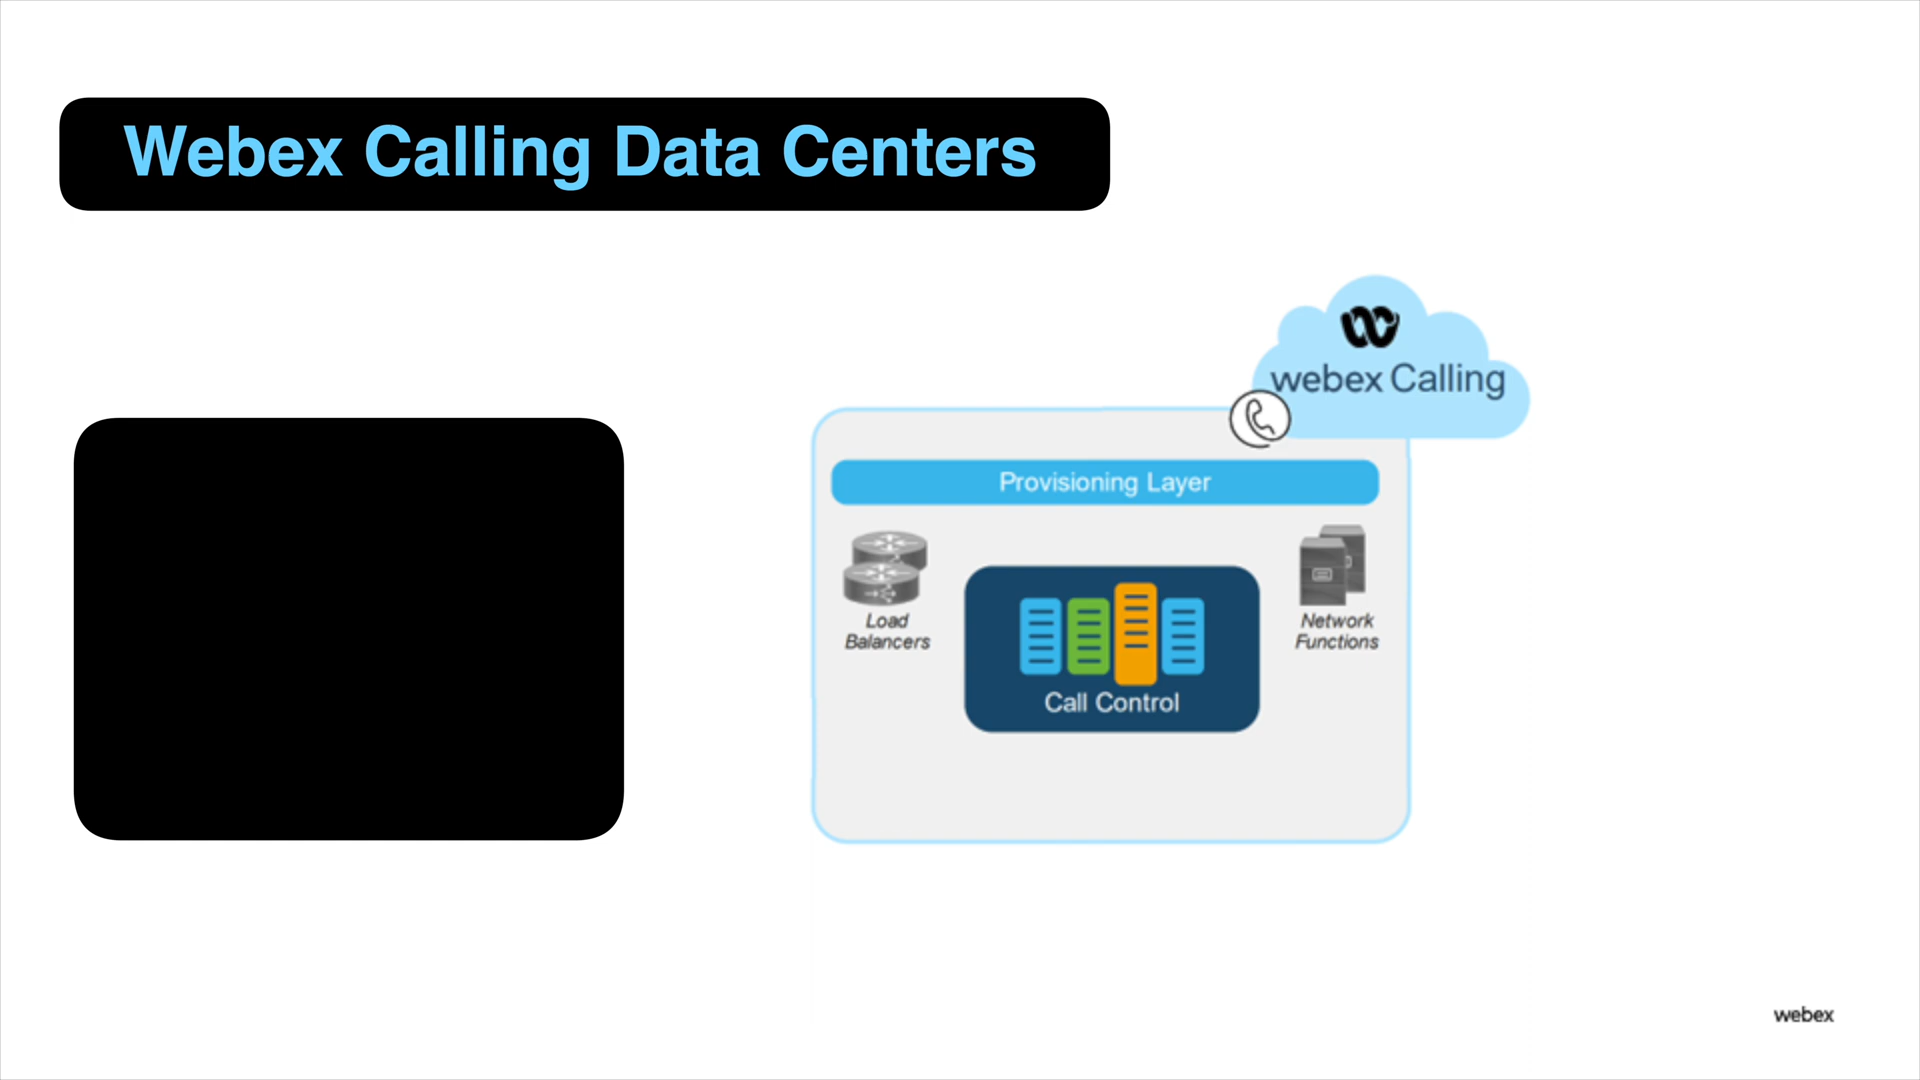 Webex Calling Data Centers
webex Calling
Provisioning Layer
Load
Balancers
Network
Functions
Call Control
webex